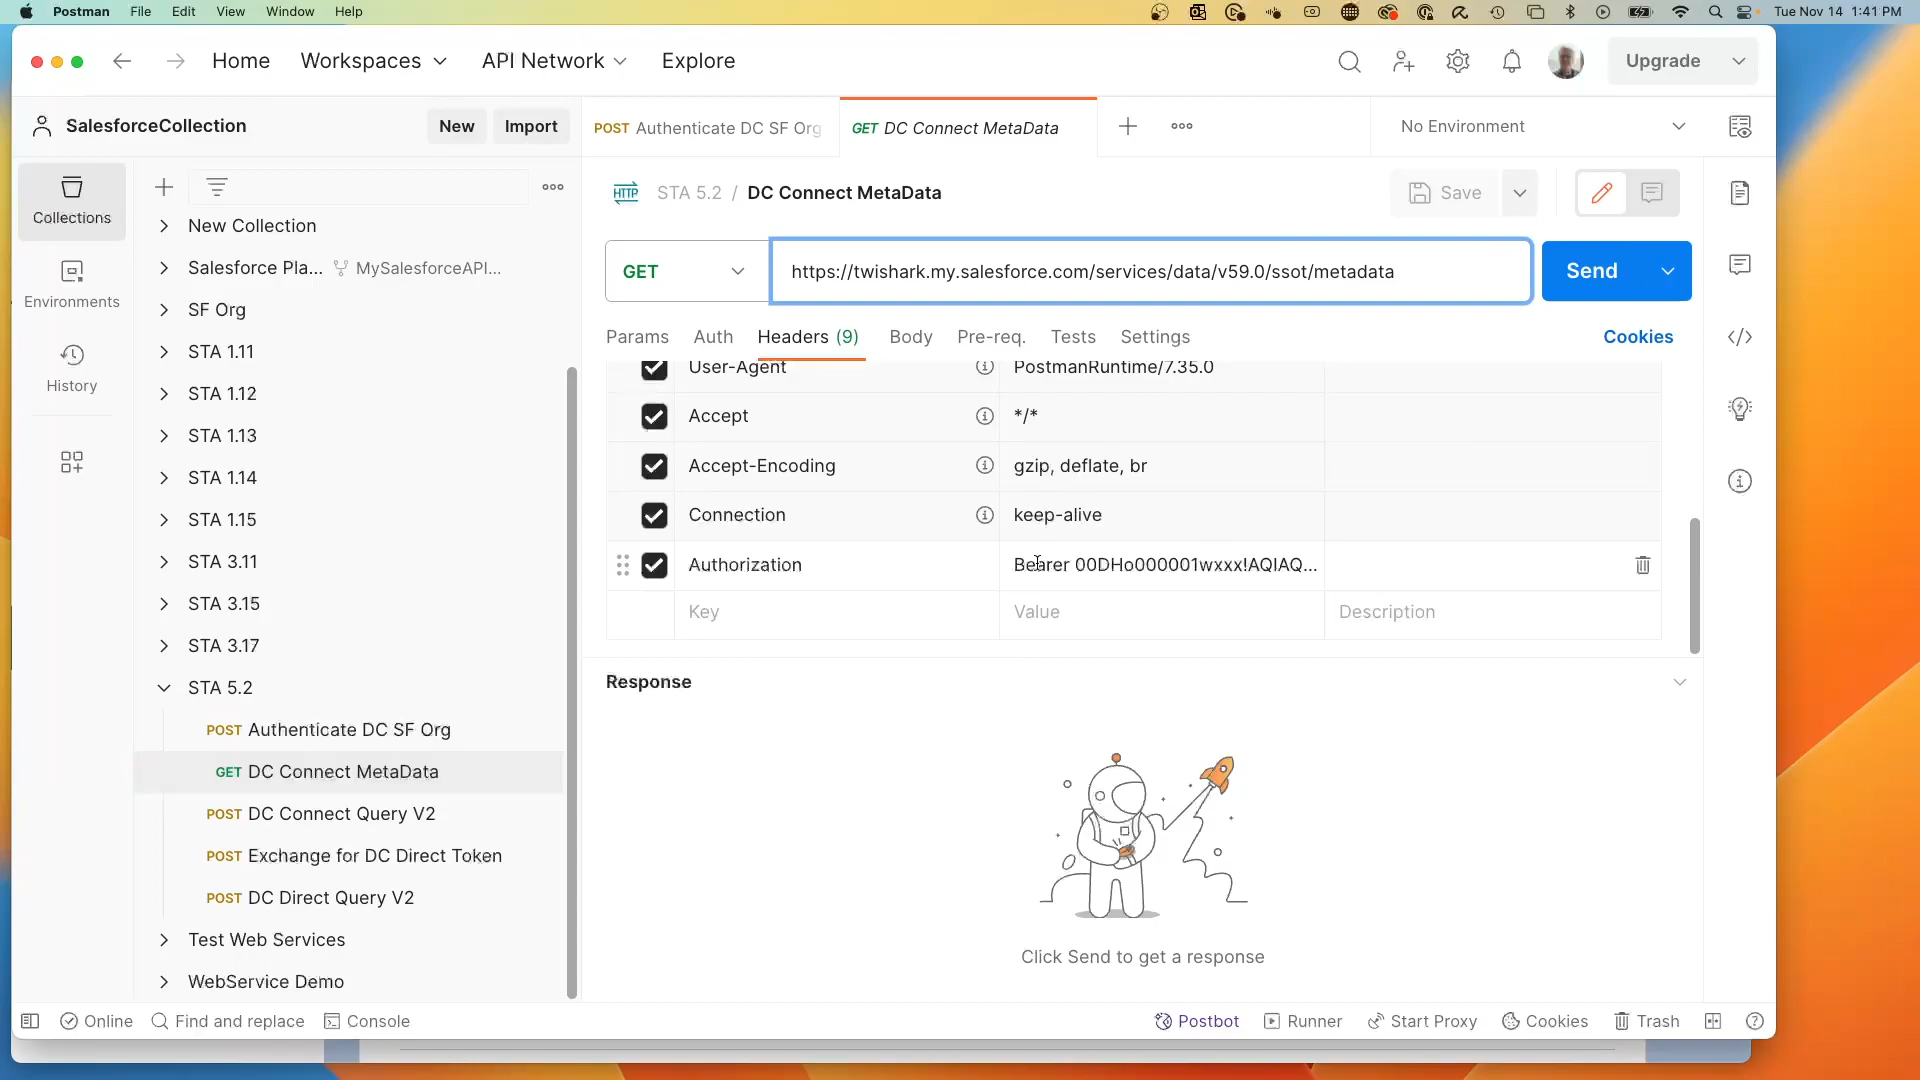 Postman File Edit View Window Help
Tue Nov 14 1:41 PM
Home Workspaces API Network Explore
Upgrade
SalesforceCollection
New Import
POST Authenticate DC SF Org
GET DC Connect MetaData
No Environment
Collections
Environments
History
New Collection
Salesforce Pla... MySalesforceAPI...
SF Org
STA 1.11
STA 1.12
STA 1.13
STA 1.14
STA 1.15
STA 3.11
STA 3.15
STA 3.17
STA 5.2
POST Authenticate DC SF Org
GET DC Connect MetaData
POST DC Connect Query V2
POST Exchange for DC Direct Token
POST DC Direct Query V2
Test Web Services
WebService Demo
HTTP STA 5.2 / DC Connect MetaData
Save
GET https://twishark.my.salesforce.com/services/data/v59.0/ssot/metadata
Send
Params Auth Headers (9) Body Pre-req. Tests Settings
Cookies
User-Agent PostmanRuntime/7.35.0
Accept */*
Accept-Encoding gzip, deflate, br
Connection keep-alive
Authorization Bearer 00DHo000001wxxx!AQIAQ...
Key Value Description
Response
Click Send to get a response
Online Find and replace Console
Postbot Runner Start Proxy Cookies Trash